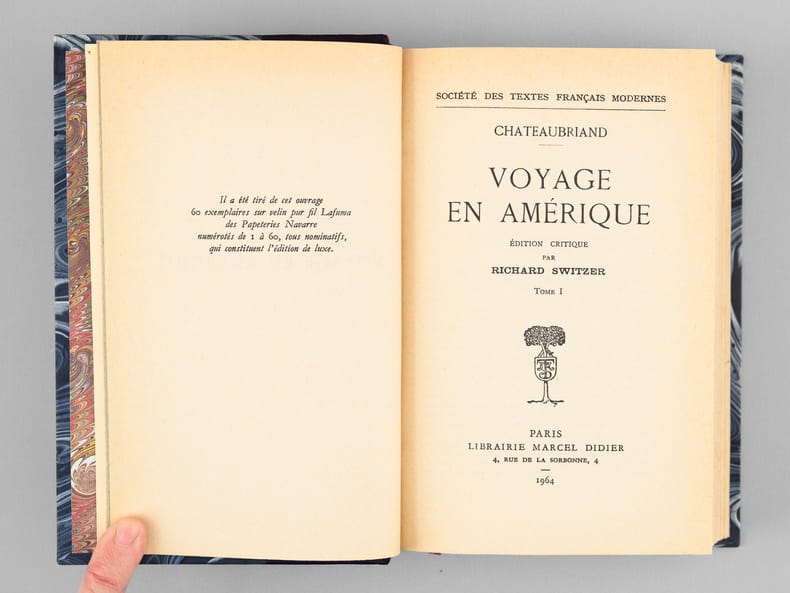 Il a été tiré de cet ouvrage
60 exemplaires sur velin pur fil Lafuma
des Papeteries Navarre
numérotés de 1 à 60, tous nominatifs,
qui constituent l'édition de luxe.
SOCIÉTÉ DES TEXTES FRANÇAIS MODERNES
CHATEAUBRIAND
VOYAGE
EN AMÉRIQUE
ÉDITION CRITIQUE
PAR
RICHARD SWITZER
TOME I
PARIS
LIBRAIRIE MARCEL DIDIER
4, RUE DE LA SORBONNE, 4
1964